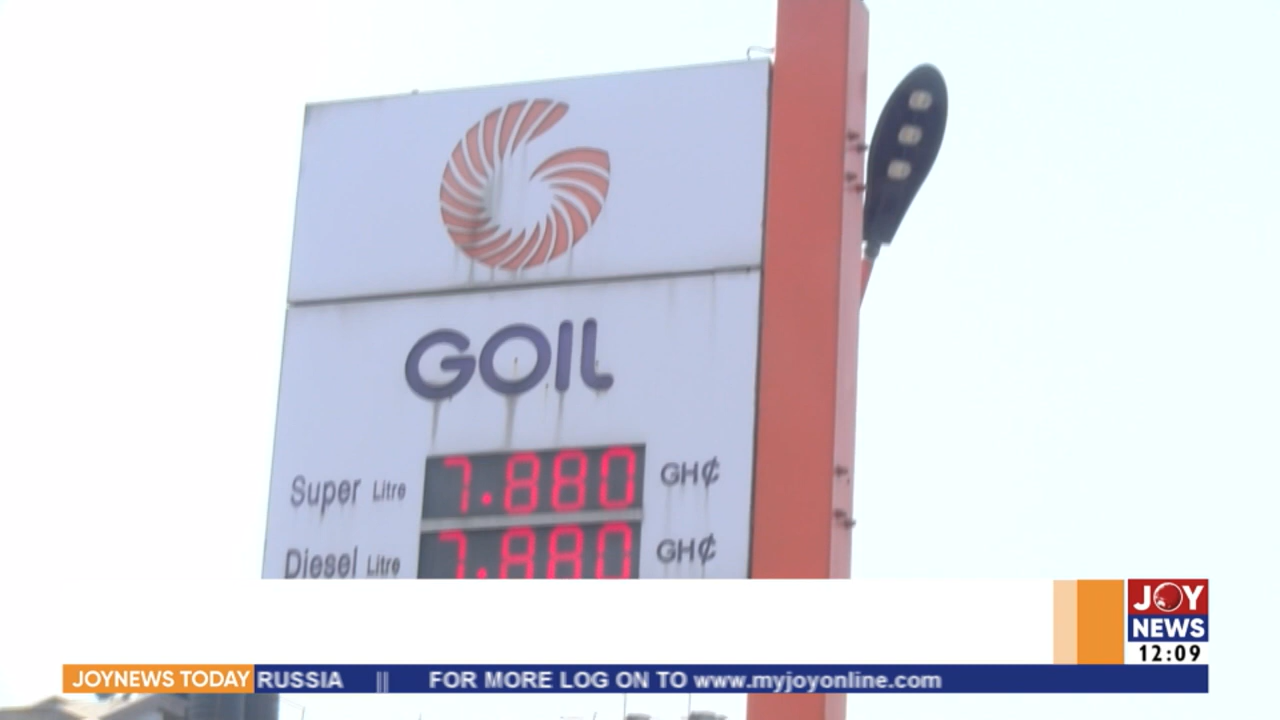 GOIL
Super Litre 7.880 GH¢
Diesel Litre 7.880 GH¢
JOY
NEWS
12:09
JOYNEWS TODAY RUSSIA || FOR MORE LOG ON TO www.myjoyonline.com